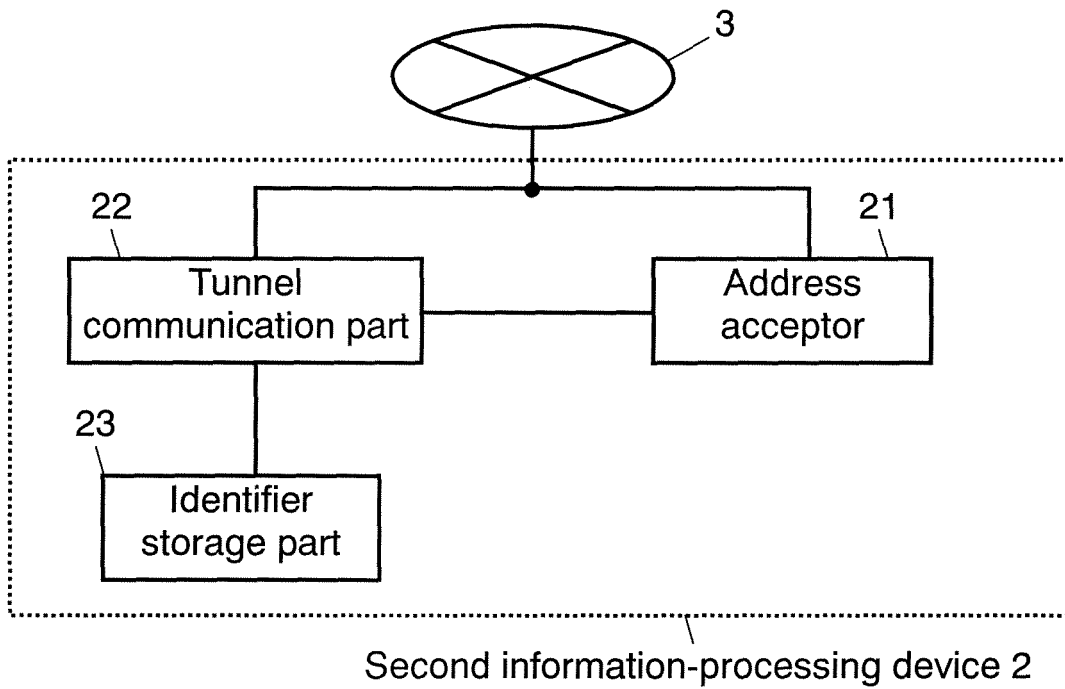 3
22
21
Tunnel
communication part
Address
acceptor
23
Identifier
storage part
Second information-processing device 2